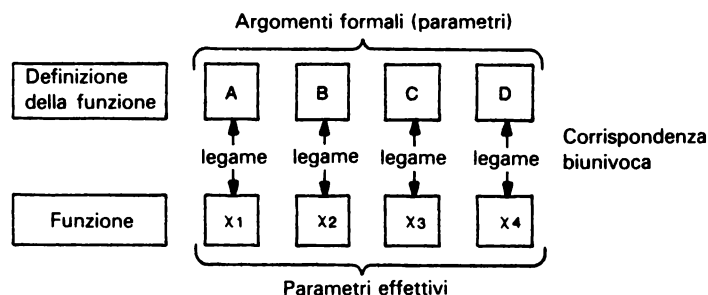 Argomenti formali (parametri)
Definizione
della funzione
A B C D
legame legame legame legame
Corrispondenza
biunivoca
Funzione
X1 X2 X3 X4
Parametri effettivi